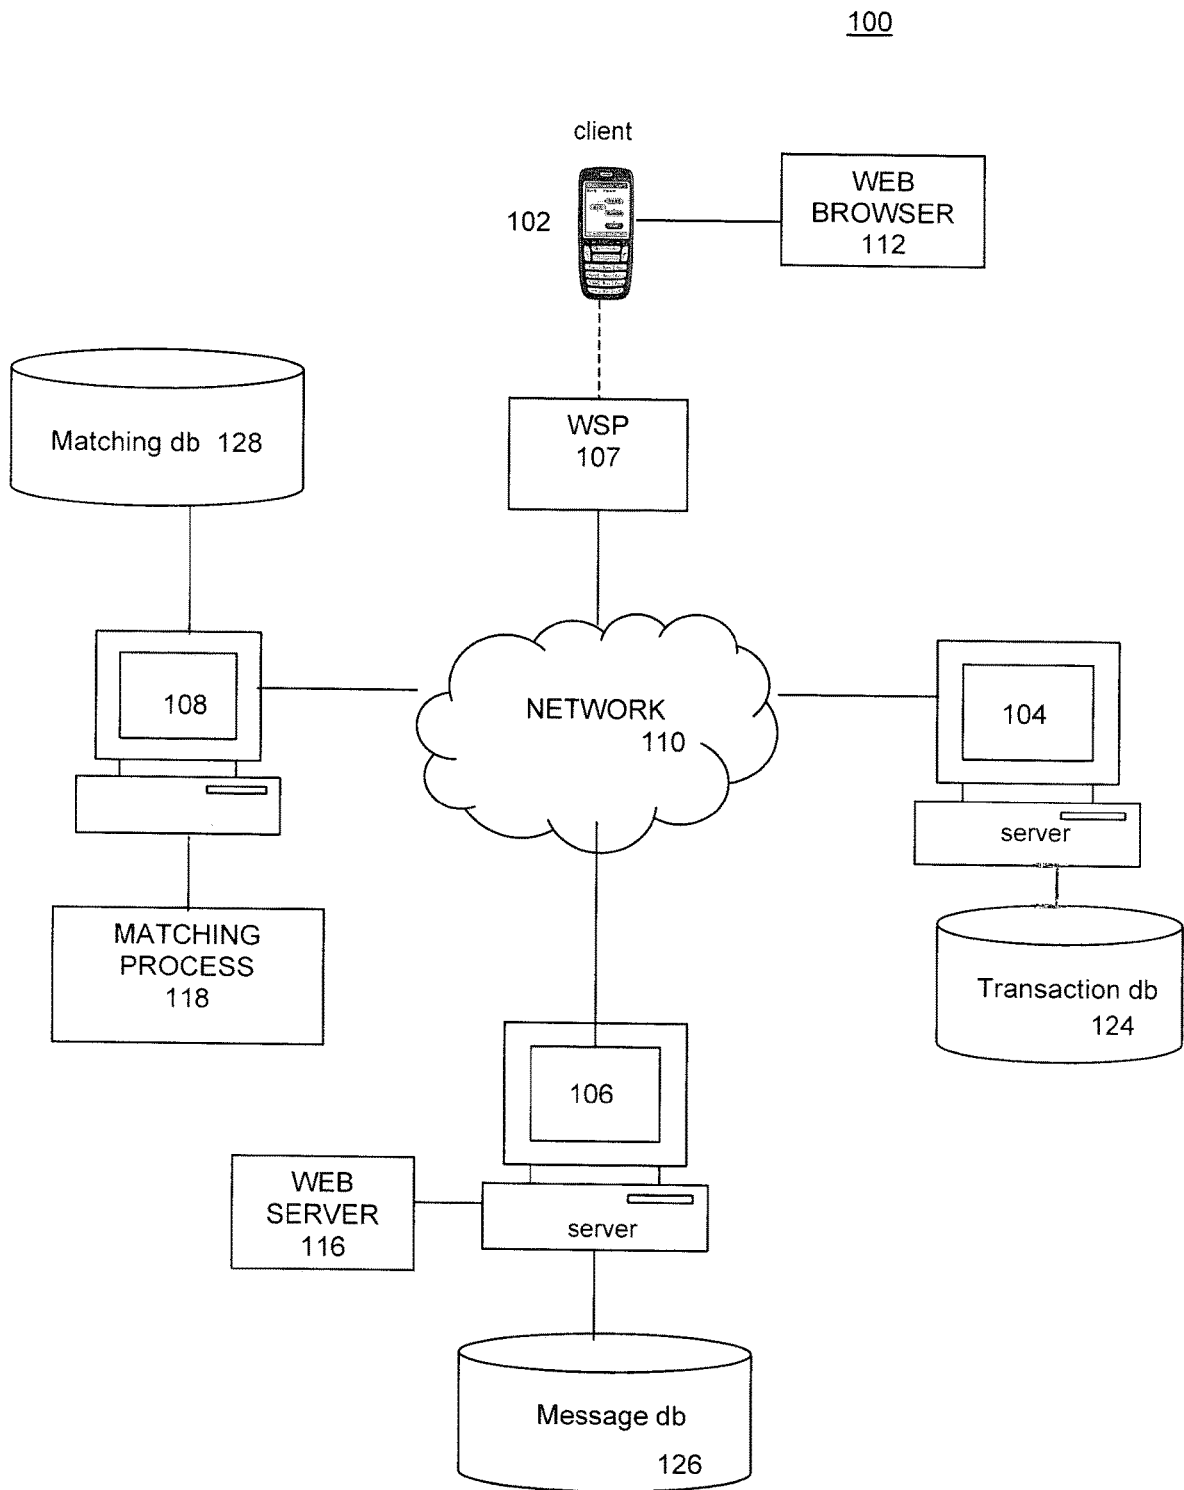 100
client
102
WEB
BROWSER
112
Matching db 128
WSP
107
108
NETWORK
110
104
server
MATCHING
PROCESS
118
Transaction db
124
106
WEB
SERVER
116
server
Message db
126